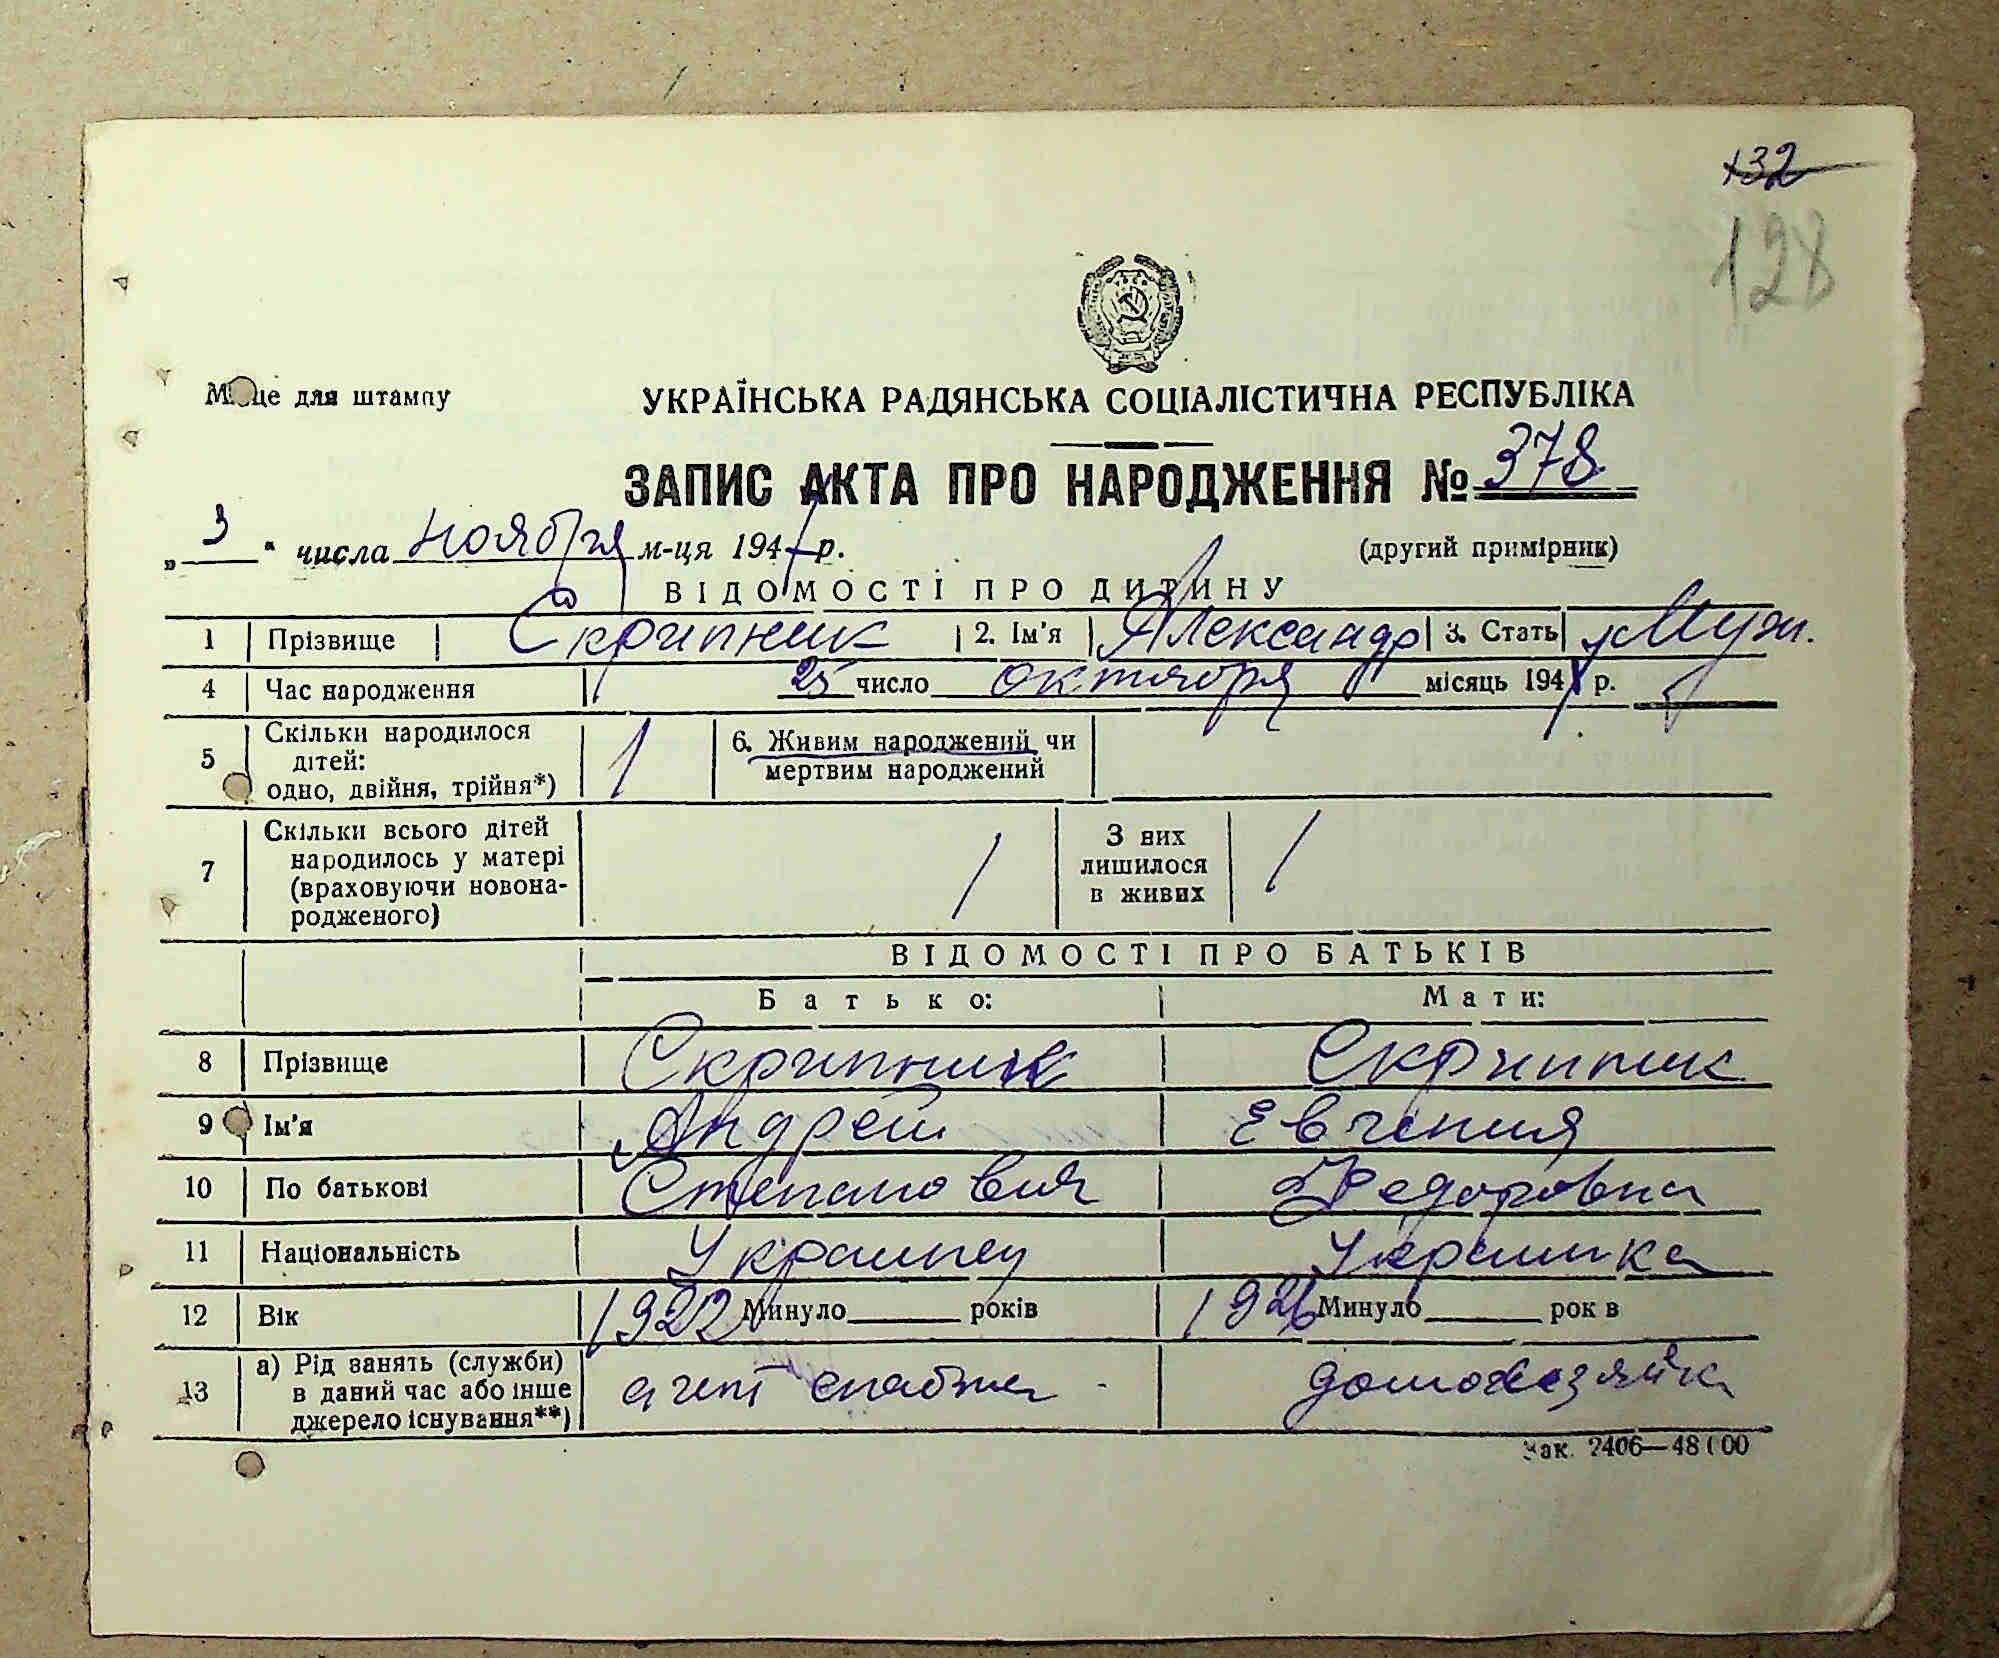 132
128
Місце для штампу
УКРАЇНСЬКА РАДЯНСЬКА СОЦІАЛІСТИЧНА РЕСПУБЛІКА
ЗАПИС АКТА ПРО НАРОДЖЕННЯ № 378
„ 3 " числа ноября м-ця 1947 р. (другий примірник)
ВІДОМОСТІ ПРО ДИТИНУ
1 Прізвище Скрипник 2. Ім'я Александр 3. Стать Муж.
4 Час народження 25 число октября місяць 1947 р.
5 Скільки народилося дітей: одно, двійня, трійня*) 1 6. Живим народжений чи мертвим народжений
7 Скільки всього дітей народилось у матері (враховуючи новонародженого) 1 З них лишилося в живих 1
ВІДОМОСТІ ПРО БАТЬКІВ
Батько: Мати:
8 Прізвище Скрипник Скрипник
9 Ім'я Андрей Евгения
10 По батькові Степанович Федоровна
11 Національність Украинец Украинка
12 Вік 1922 Минуло років 1926 Минуло рок в
13 а) Рід занять (служби) в даний час або інше джерело існування**) агент снабжен домохозяйка
Зак. 2406—48 00